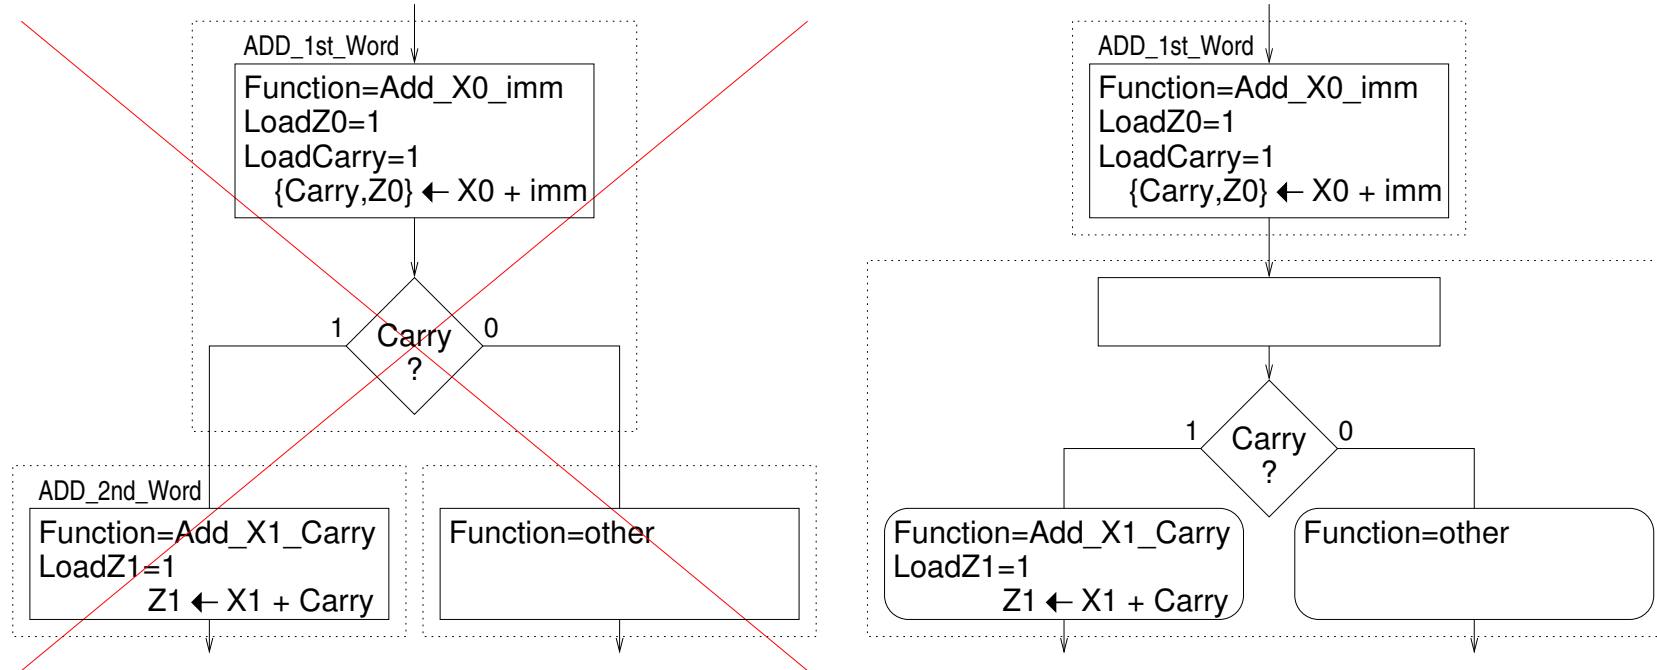 ADD_1st_Word
Function=Add_X0_imm
LoadZ0=1
LoadCarry=1
{Carry,Z0} ← X0 + imm
1
Carry
?
0
ADD_2nd_Word
Function=Add_X1_Carry
LoadZ1=1
Z1 ← X1 + Carry
Function=other
ADD_1st_Word
Function=Add_X0_imm
LoadZ0=1
LoadCarry=1
{Carry,Z0} ← X0 + imm
1
Carry
?
0
Function=Add_X1_Carry
LoadZ1=1
Z1 ← X1 + Carry
Function=other